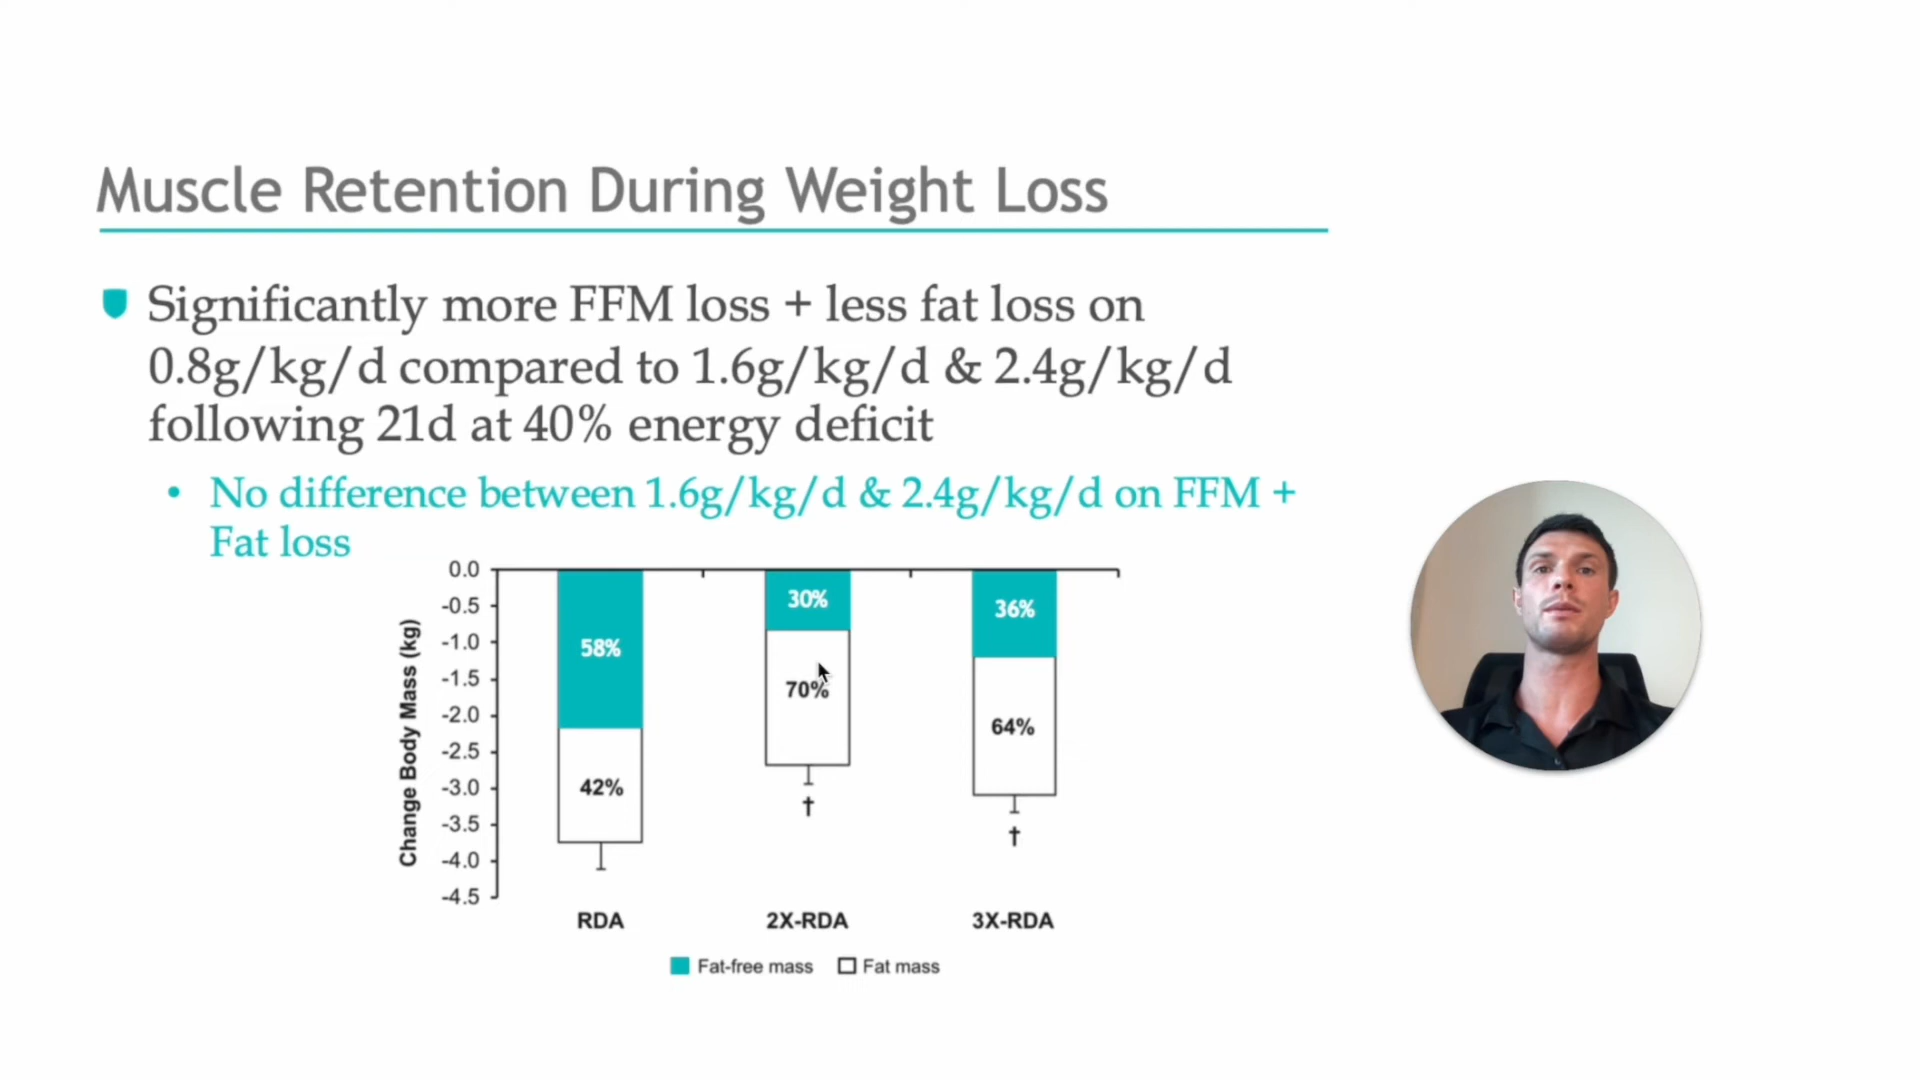 Muscle Retention During Weight Loss
Significantly more FFM loss + less fat loss on
0.8g/kg/d compared to 1.6g/kg/d & 2.4g/kg/d
following 21d at 40% energy deficit
• No difference between 1.6g/kg/d & 2.4g/kg/d on FFM +
Fat loss
Change Body Mass (kg)
0.0
-0.5
-1.0
-1.5
-2.0
-2.5
-3.0
-3.5
-4.0
-4.5
58%
42%
30%
70%
†
36%
64%
†
RDA 2X-RDA 3X-RDA
Fat-free mass Fat mass